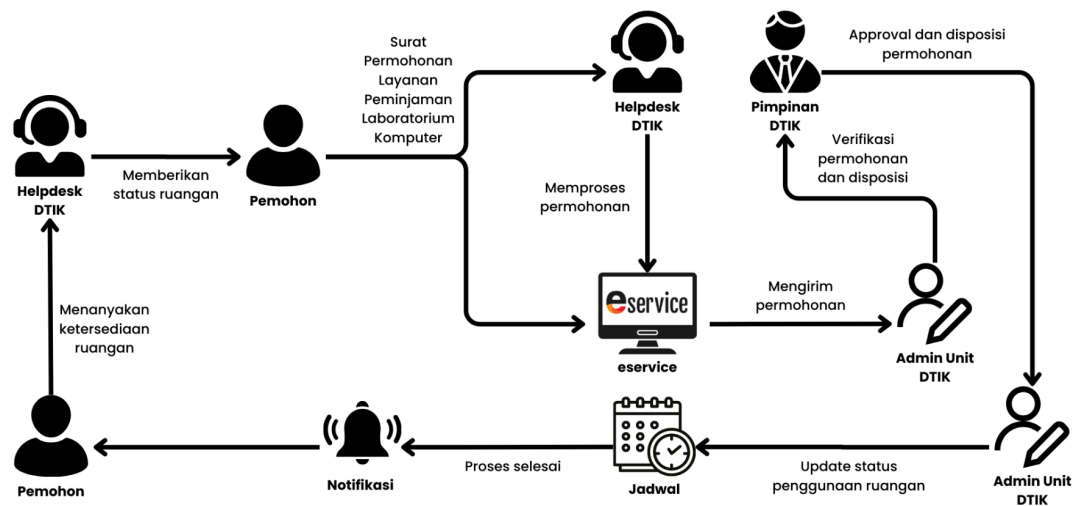 Surat
Permohonan
Layanan
Peminjaman
Laboratorium
Komputer
Helpdesk
DTIK
Pimpinan
DTIK
Approval dan disposisi
permohonan
Helpdesk
DTIK
Memberikan
status ruangan
Pemohon
Memproses
permohonan
Verifikasi
permohonan
dan disposisi
Menanyakan
ketersediaan
ruangan
eservice
eservice
Mengirim
permohonan
Admin Unit
DTIK
Pemohon
Notifikasi
Proses selesai
Jadwal
Update status
penggunaan ruangan
Admin Unit
DTIK